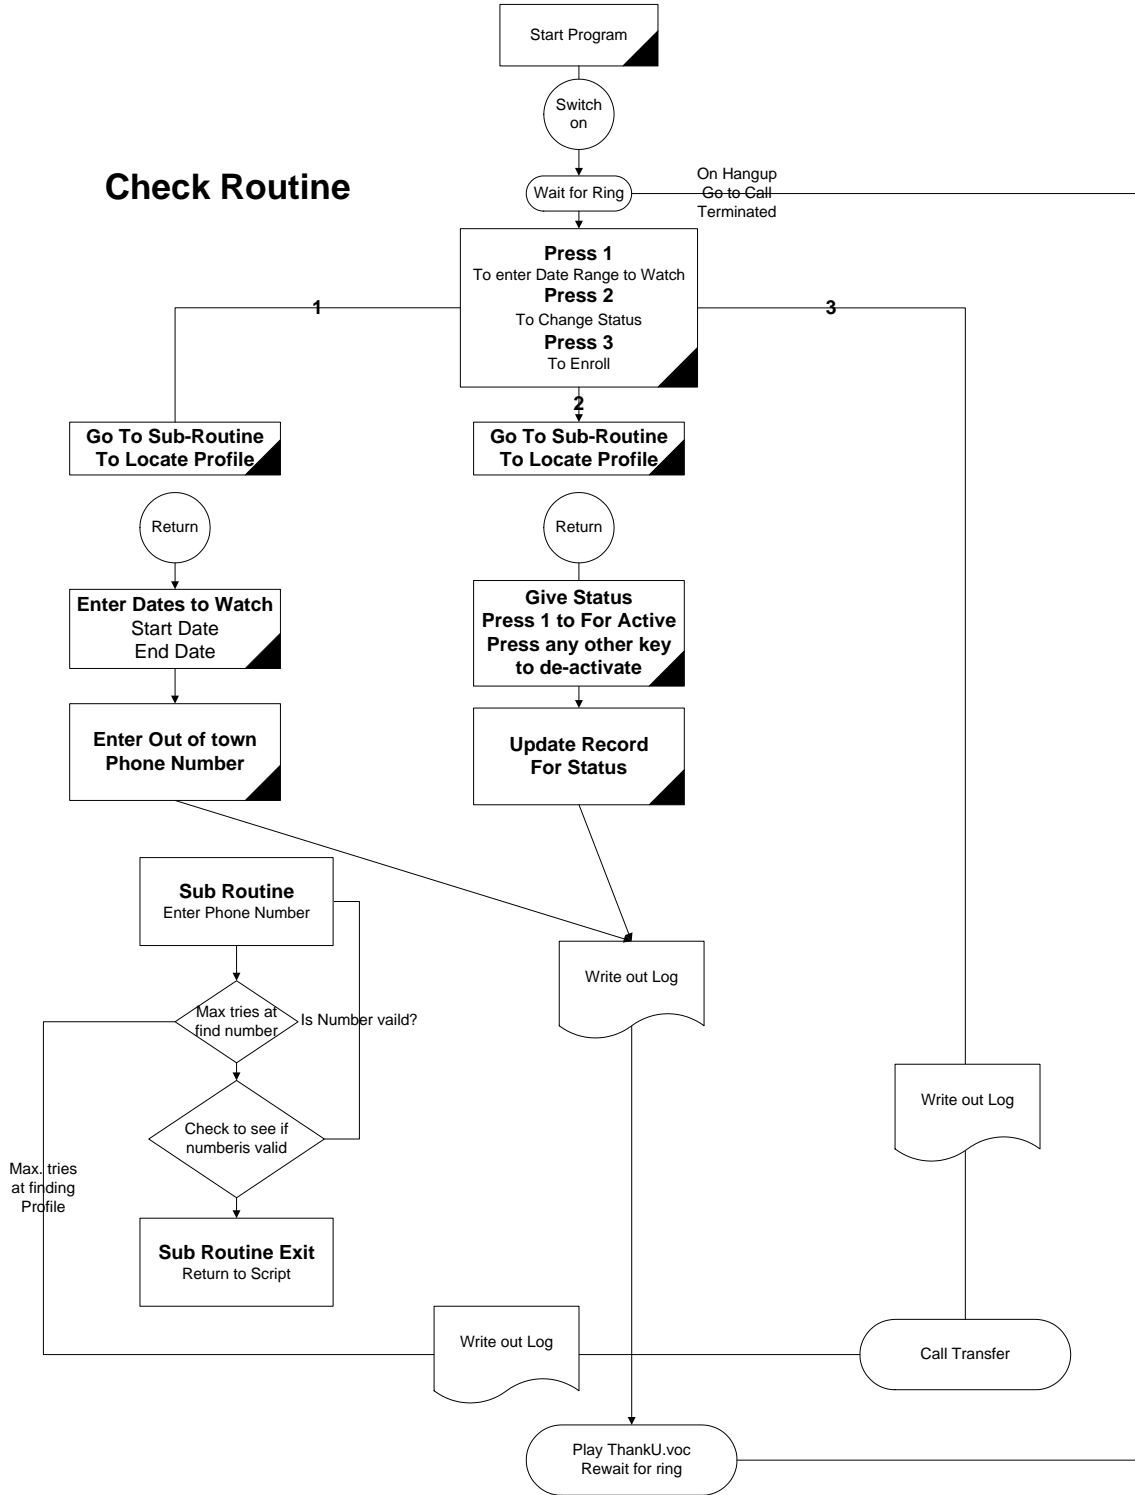 Start Program
Switch
on
Check Routine
Wait for Ring
On Hangup
Go to Call
Terminated
Press 1
To enter Date Range to Watch
Press 2
To Change Status
Press 3
To Enroll
1
3
2
Go To Sub-Routine
To Locate Profile
Go To Sub-Routine
To Locate Profile
Return
Return
Enter Dates to Watch
Start Date
End Date
Give Status
Press 1 to For Active
Press any other key
to de-activate
Enter Out of town
Phone Number
Update Record
For Status
Sub Routine
Enter Phone Number
Write out Log
Max tries at
find number
Is Number vaild?
Write out Log
Check to see if
numberis valid
Max. tries
at finding
Profile
Sub Routine Exit
Return to Script
Write out Log
Call Transfer
Play ThankU.voc
Rewait for ring